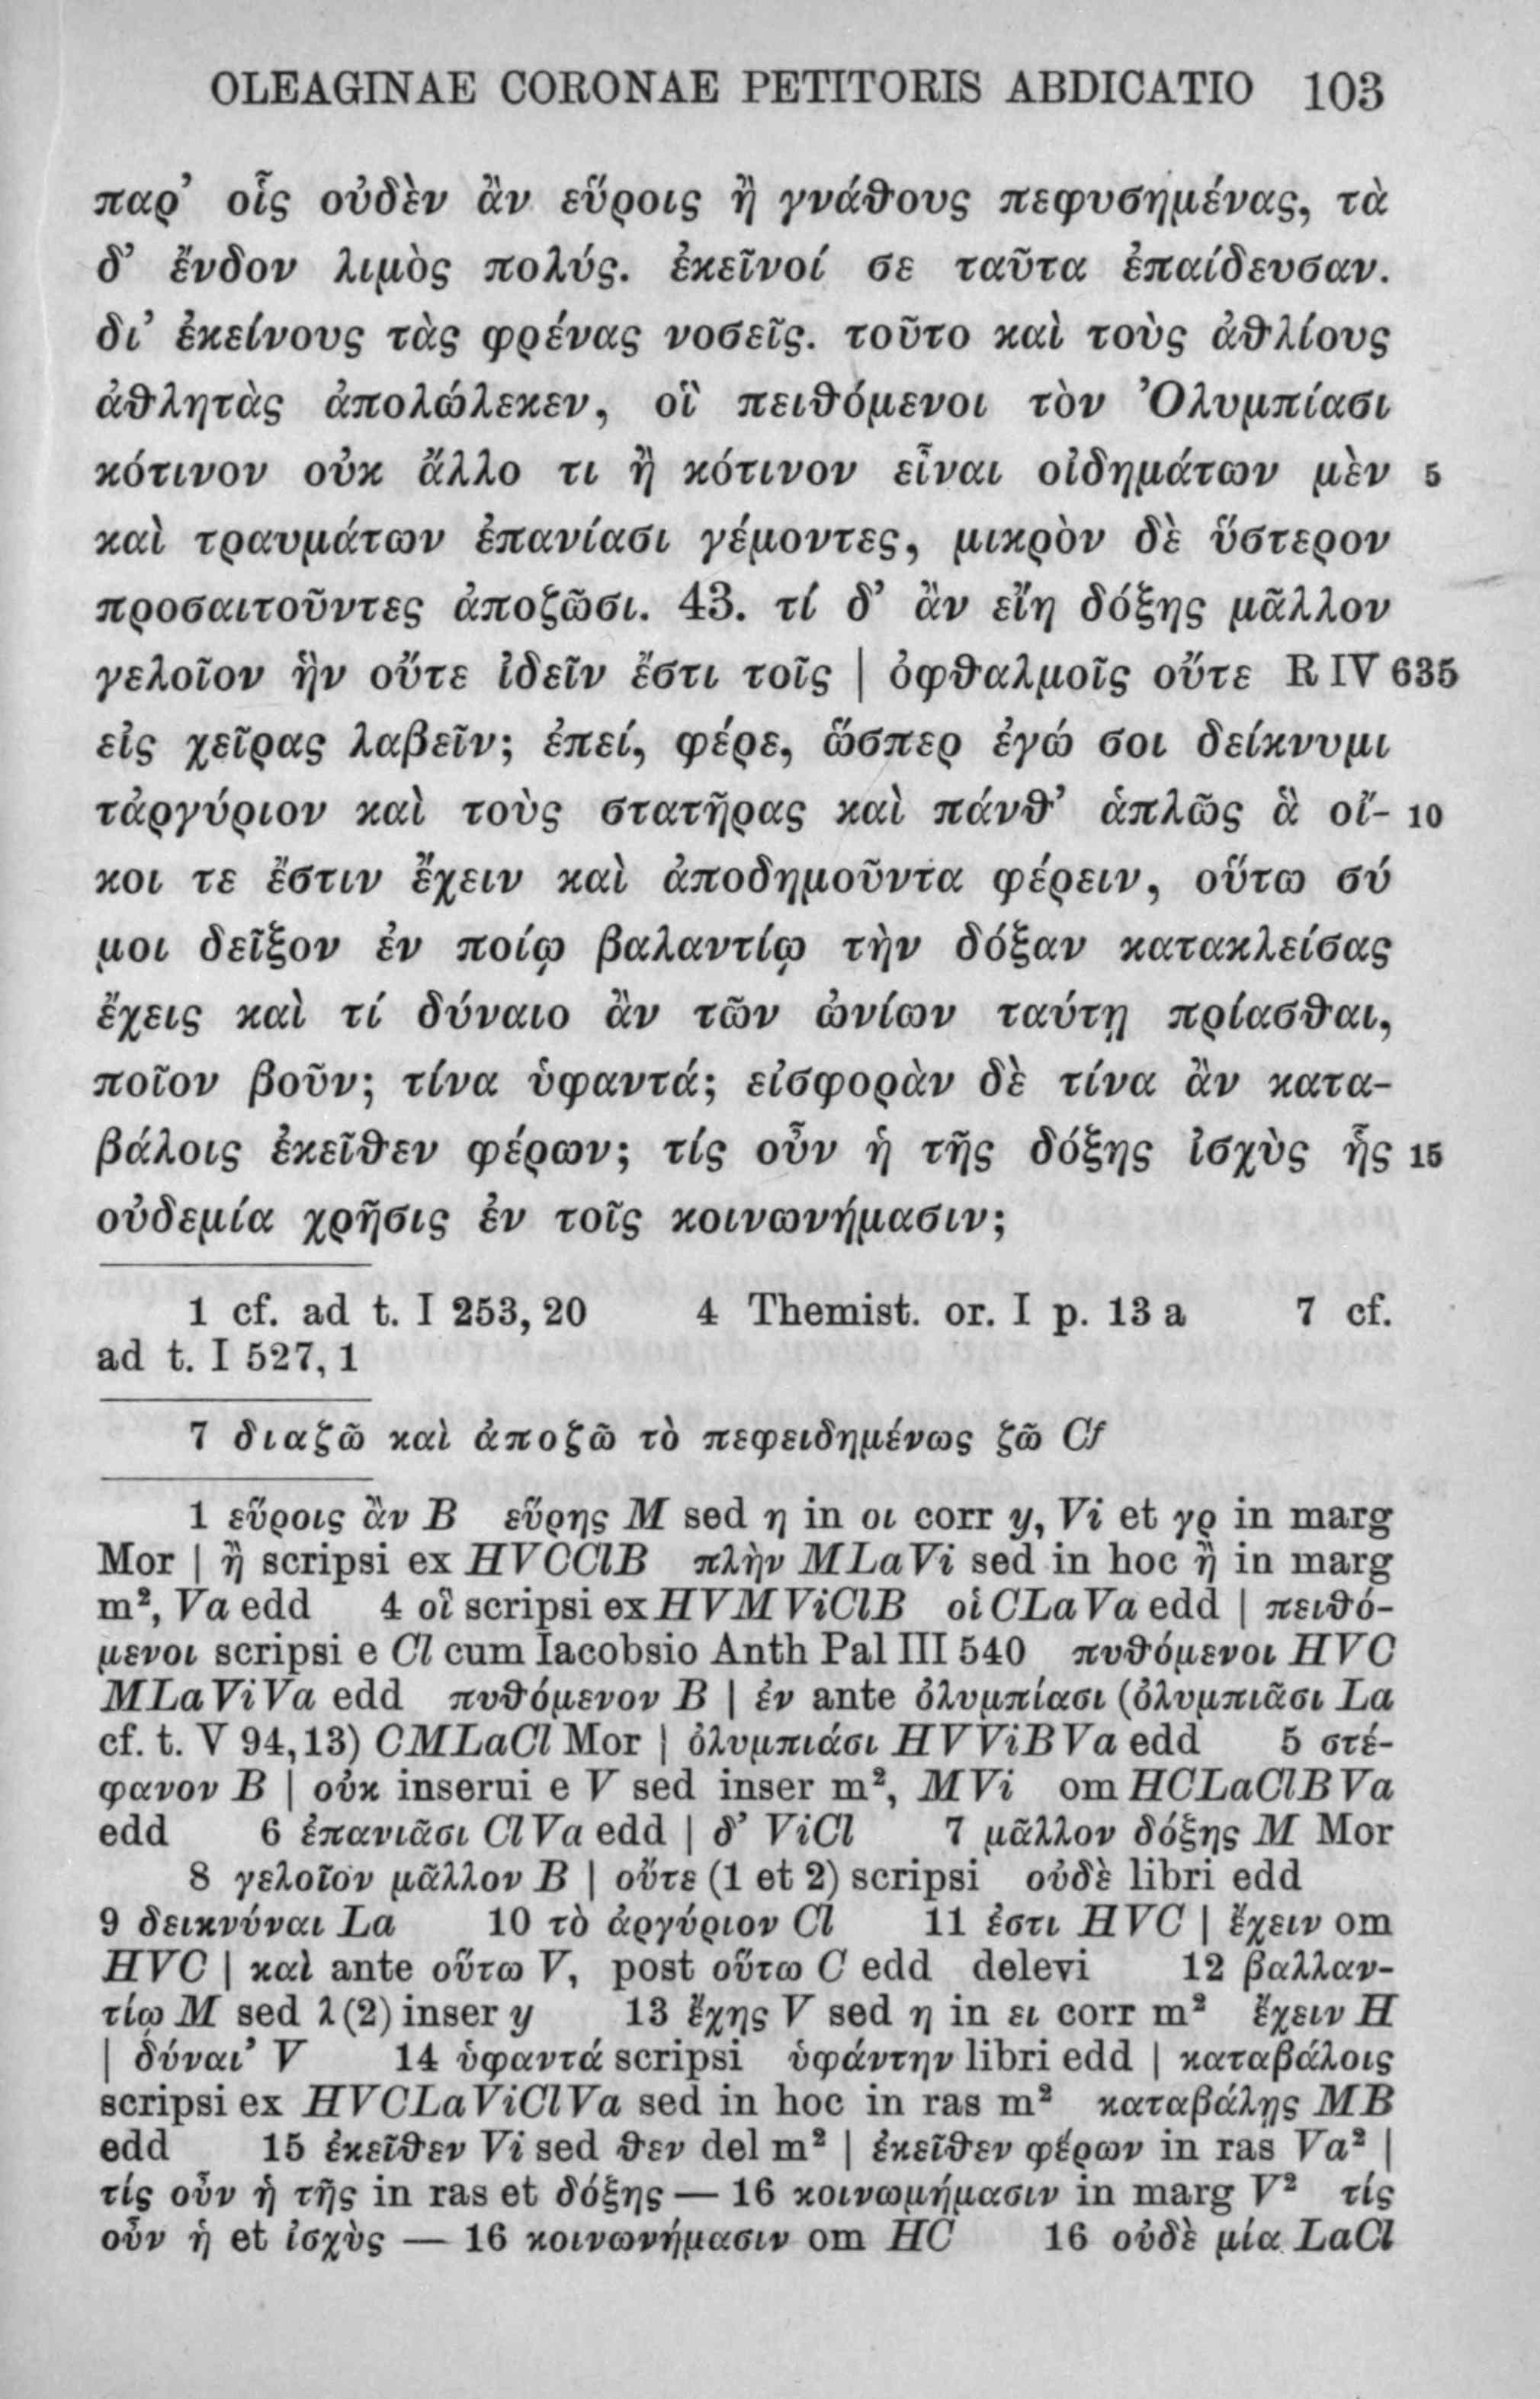 OLEAGINAE CORONAE PETITORIS ABDICATIO 103
παρ’ οἷς οὐδὲν ἂν εὕροις ἢ γνάθους πεφυσημένας, τὰ
δ’ ἔνδον λιμὸς πολύς. ἐκεῖνοί σε ταῦτα ἐπαίδευσαν.
δι’ ἐκείνους τὰς φρένας νοσεῖς. τοῦτο καὶ τοὺς ἀθλίους
ἀθλητὰς ἀπολώλεκεν, οἳ πειθόμενοι τὸν Ὀλυμπίασι
κότινον οὐκ ἄλλο τι ἢ κότινον εἶναι οἰδημάτων μὲν 5
καὶ τραυμάτων ἐπανίασι γέμοντες, μικρὸν δὲ ὕστερον
προσαιτοῦντες ἀποζῶσι. 43. τί δ’ ἂν εἴη δόξης μᾶλλον
γελοῖον ἣν οὔτε ἰδεῖν ἔστι τοῖς | ὀφθαλμοῖς οὔτε R IV 635
εἰς χεῖρας λαβεῖν; ἐπεί, φέρε, ὥσπερ ἐγώ σοι δείκνυμι
τἀργύριον καὶ τοὺς στατῆρας καὶ πάνθ’ ἁπλῶς ἃ οἴ- 10
κοι τε ἔστιν ἔχειν καὶ ἀποδημοῦντα φέρειν, οὕτω σύ
μοι δεῖξον ἐν ποίῳ βαλαντίῳ τὴν δόξαν κατακλείσας
ἔχεις καὶ τί δύναιο ἂν τῶν ὠνίων ταύτῃ πρίασθαι,
ποῖον βοῦν; τίνα ὑφαντά; εἰσφορὰν δὲ τίνα ἂν κατα-
βάλοις ἐκεῖθεν φέρων; τίς οὖν ἡ τῆς δόξης ἰσχὺς ἧς 15
οὐδεμία χρῆσις ἐν τοῖς κοινωνήμασιν;
1 cf. ad t. I 253, 20 4 Themist. or. I p. 13 a 7 cf.
ad t. I 527, 1
7 διαζῶ καὶ ἀποζῶ τὸ πεφειδημένως ζῶ Cf
1 εὕροις ἂν B εὕρης M sed η in οι corr y, Vi et γρ in marg
Mor | ἢ scripsi ex HVCClB πλὴν MLaVi sed in hoc ἢ in marg
m², Va edd 4 οἳ scripsi ex HVMViClB οἱ CLaVa edd | πειθό-
μενοι scripsi e Cl cum Iacobsio Anth Pal III 540 πυθόμενοι HVC
MLaViVa edd πυθόμενον B | ἐν ante ὀλυμπίασι (ὀλυμπιᾶσι La
cf. t. V 94,13) CMLaCl Mor | ὀλυμπιάσι HVViBVa edd 5 στέ-
φανον B | οὐκ inserui e V sed inser m², MVi om HCLaClBVa
edd 6 ἐπανιᾶσι ClVa edd | δ’ ViCl 7 μᾶλλον δόξης M Mor
8 γελοῖον μᾶλλον B | οὔτε (1 et 2) scripsi οὐδὲ libri edd
9 δεικνύναι La 10 τὸ ἀργύριον Cl 11 ἐστι HVC | ἔχειν om
HVC | καὶ ante οὕτω V, post οὕτω C edd delevi 12 βαλλαν-
τίῳ M sed λ (2) inser y 13 ἔχης V sed η in ει corr m² ἔχειν H
| δύναι’ V 14 ὑφαντά scripsi ὑφάντην libri edd | καταβάλοις
scripsi ex HVCLaViClVa sed in hoc in ras m² καταβάλῃς MB
edd 15 ἐκεῖθεν Vi sed θεν del m² | ἐκεῖθεν φέρων in ras Va² |
τίς οὖν ἡ τῆς in ras et δόξης — 16 κοινωμήμασιν in marg V² τίς
οὖν ἡ et ἰσχὺς — 16 κοινωνήμασιν om HC 16 οὐδὲ μία LaCl